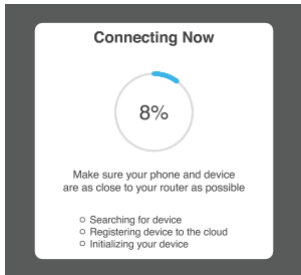 Connecting Now
8%
Make sure your phone and device
are as close to your router as possible
Searching for device
Registering device to the cloud
Initializing your device